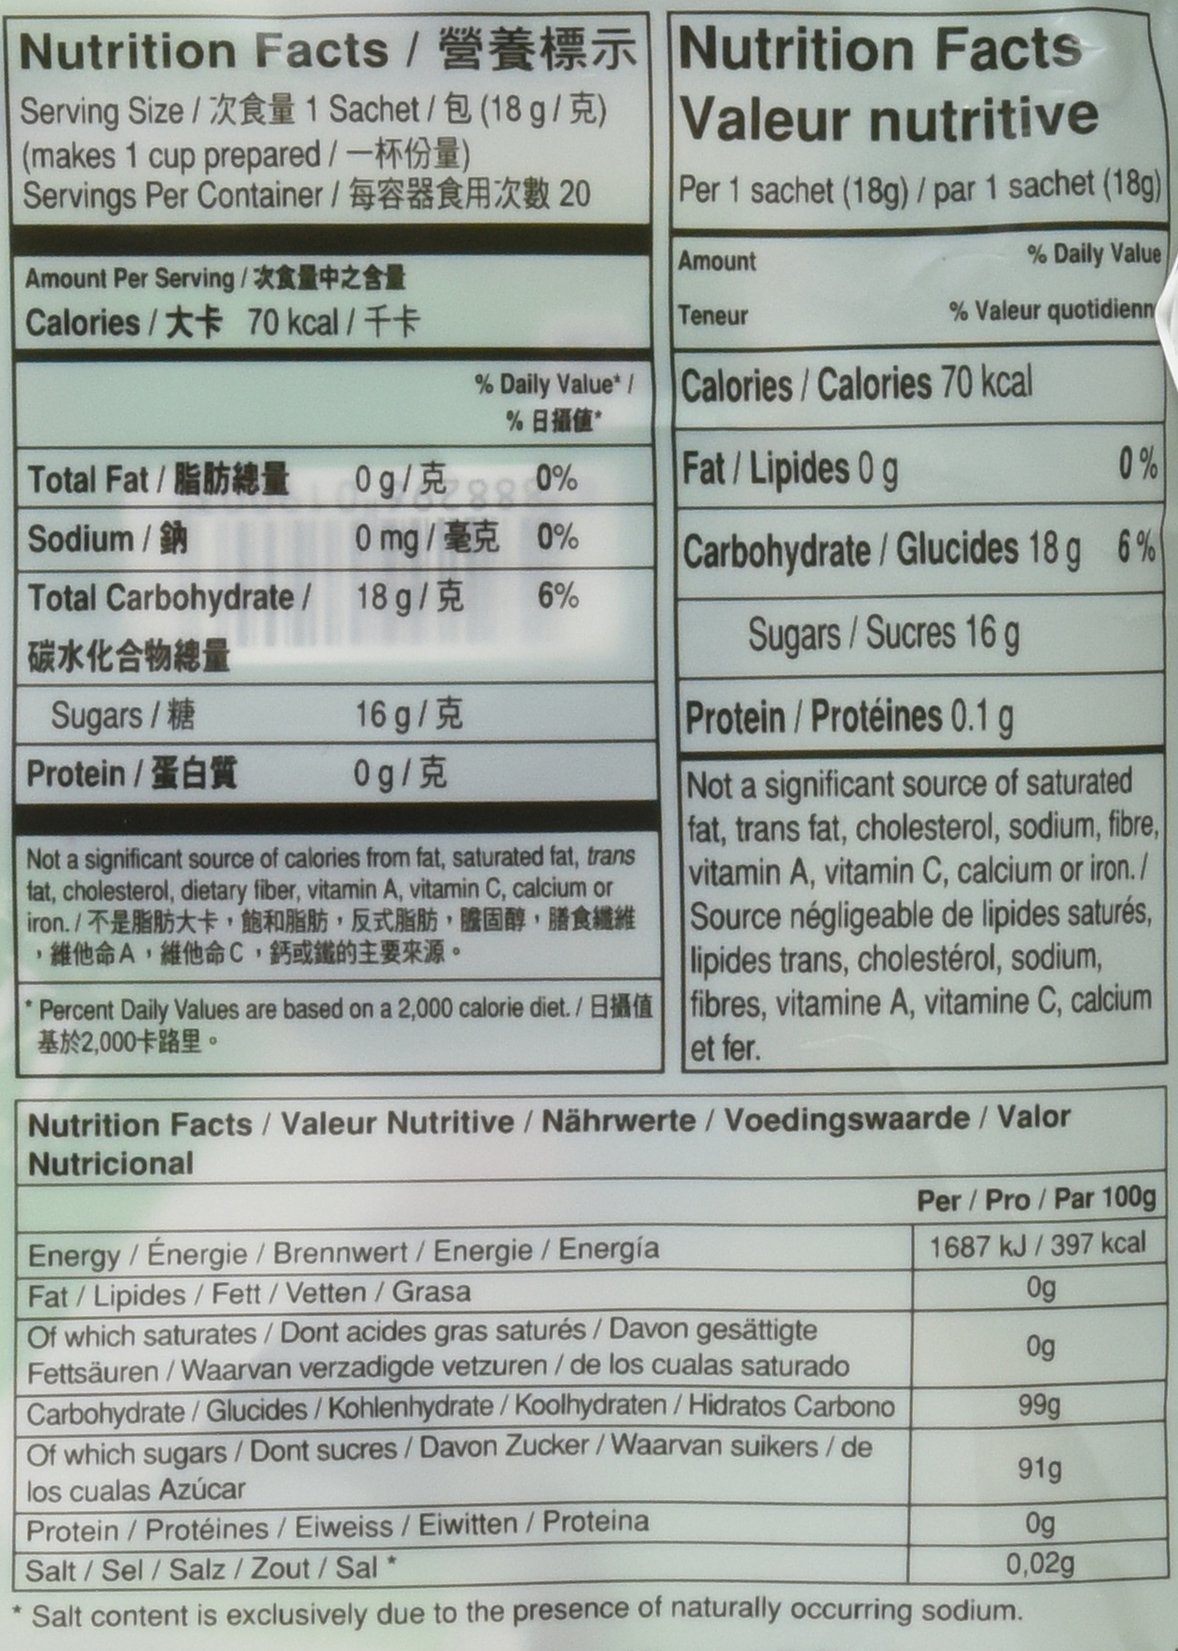 Nutrition Facts / 營養標示
Serving Size / 次食量 1 Sachet / 包 (18 g / 克)
(makes 1 cup prepared / 一杯份量)
Servings Per Container / 每容器食用次數 20
Amount Per Serving / 次食量中之含量
Calories / 大卡 70 kcal / 千卡
% Daily Value* /
% 日攝值*
Total Fat / 脂肪總量 0 g / 克 0%
Sodium / 鈉 0 mg / 毫克 0%
Total Carbohydrate / 18 g / 克 6%
碳水化合物總量
Sugars / 糖 16 g / 克
Protein / 蛋白質 0 g / 克
Not a significant source of calories from fat, saturated fat, trans
fat, cholesterol, dietary fiber, vitamin A, vitamin C, calcium or
iron. / 不是脂肪大卡，飽和脂肪，反式脂肪，膽固醇，膳食纖維
，維他命A，維他命C，鈣或鐵的主要來源。
* Percent Daily Values are based on a 2,000 calorie diet. / 日攝值
基於2,000卡路里。
Nutrition Facts
Valeur nutritive
Per 1 sachet (18g) / par 1 sachet (18g)
Amount % Daily Value
Teneur % Valeur quotidienn
Calories / Calories 70 kcal
Fat / Lipides 0 g 0 %
Carbohydrate / Glucides 18 g 6 %
Sugars / Sucres 16 g
Protein / Protéines 0.1 g
Not a significant source of saturated
fat, trans fat, cholesterol, sodium, fibre,
vitamin A, vitamin C, calcium or iron. /
Source négligeable de lipides saturés,
lipides trans, cholestérol, sodium,
fibres, vitamine A, vitamine C, calcium
et fer.
Nutrition Facts / Valeur Nutritive / Nährwerte / Voedingswaarde / Valor
Nutricional
Per / Pro / Par 100g
Energy / Énergie / Brennwert / Energie / Energía 1687 kJ / 397 kcal
Fat / Lipides / Fett / Vetten / Grasa 0g
Of which saturates / Dont acides gras saturés / Davon gesättigte
Fettsäuren / Waarvan verzadigde vetzuren / de los cualas saturado 0g
Carbohydrate / Glucides / Kohlenhydrate / Koolhydraten / Hidratos Carbono 99g
Of which sugars / Dont sucres / Davon Zucker / Waarvan suikers / de
los cualas Azúcar 91g
Protein / Protéines / Eiweiss / Eiwitten / Proteina 0g
Salt / Sel / Salz / Zout / Sal * 0,02g
* Salt content is exclusively due to the presence of naturally occurring sodium.